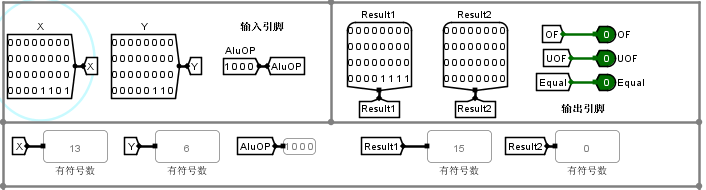 X
00000000
00000000
00000000
00001101
X
Y
00000000
00000000
00000000
00000110
Y
输入引脚
AluOP
1000
AluOP
Result1
00000000
00000000
00000000
00001111
Result1
Result2
00000000
00000000
00000000
00000000
Result2
OF 0 OF
UOF 0 UOF
Equal 0 Equal
输出引脚
X 13
有符号数
Y 6
有符号数
AluOP 1000
Result1 15
有符号数
Result2 0
有符号数